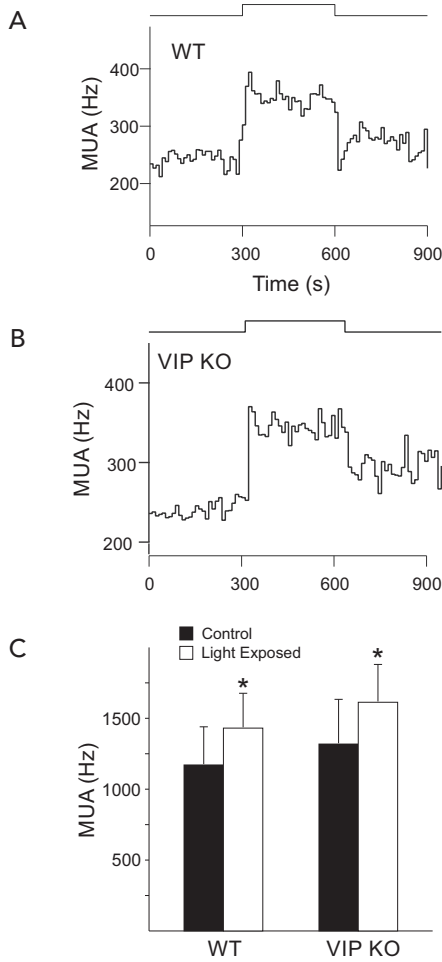 A
WT
MUA (Hz)
400
300
200
0 300 600 900
Time (s)
B
VIP KO
MUA (Hz)
400
300
200
0 300 600 900
C
Control
Light Exposed
MUA (Hz)
1500
1000
500
* *
WT VIP KO